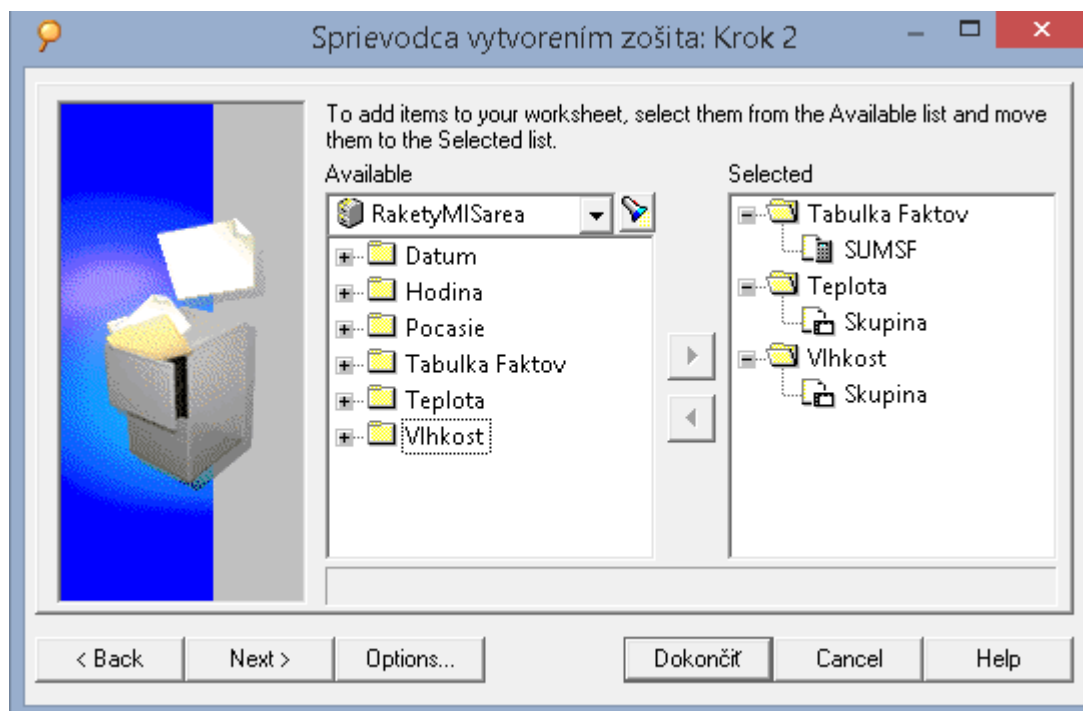 Sprievodca vytvorením zošita: Krok 2
To add items to your worksheet, select them from the Available list and move
them to the Selected list.
Available
Selected
RaketyMISarea
Datum
Hodina
Pocasie
Tabulka Faktov
Teplota
Vlhkost
Tabulka Faktov
SUMSF
Teplota
Skupina
Vlhkost
Skupina
< Back
Next >
Options...
Dokončiť
Cancel
Help